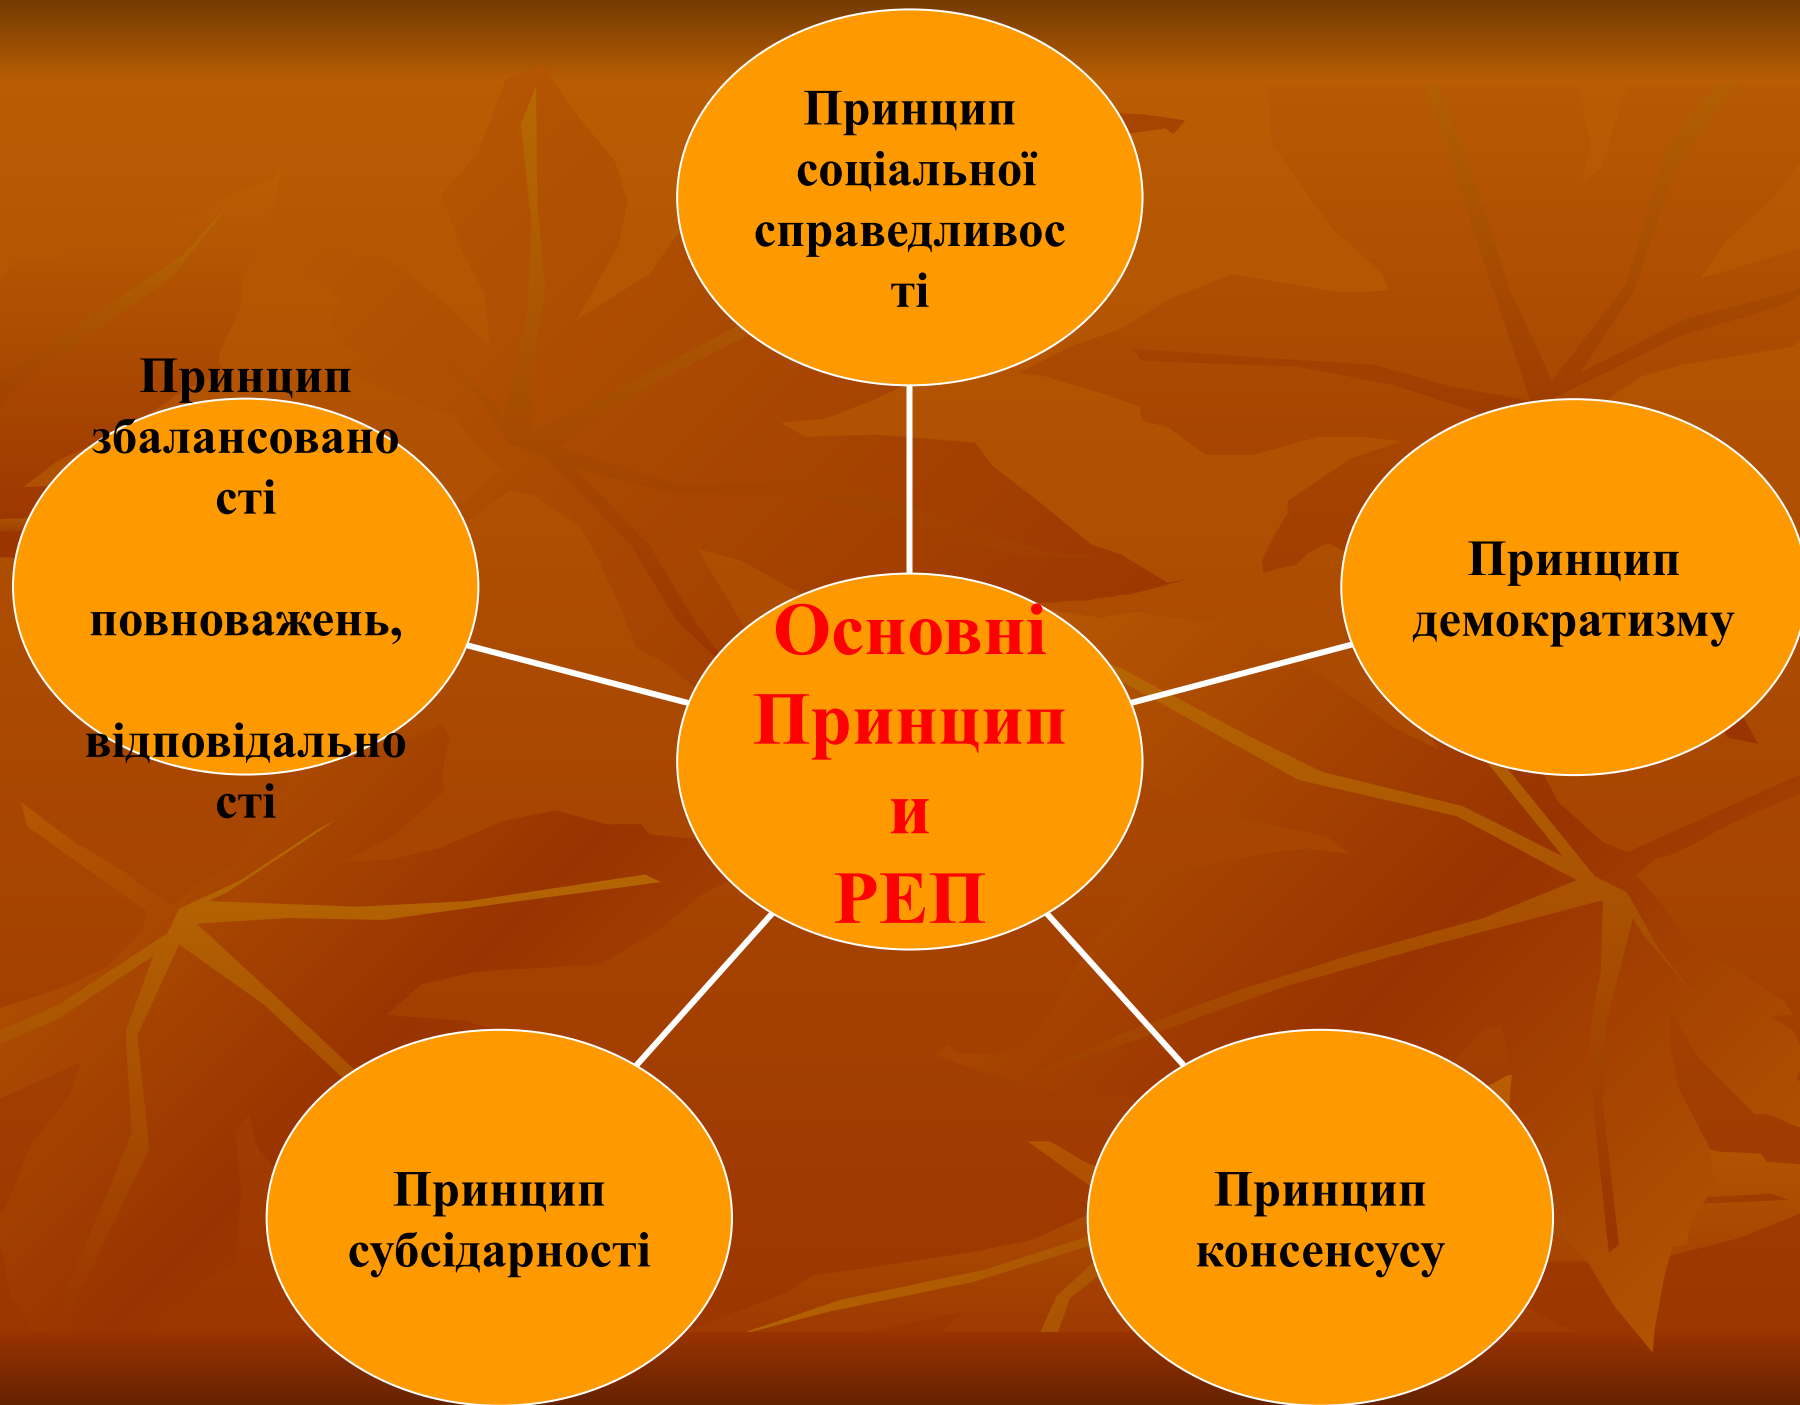 Принцип
соціальної
справедливос
ті
Принцип
збалансовано
сті
повноважень,
відповідально
сті
Принцип
демократизму
Основні
Принцип
и
РЕП
Принцип
субсідарності
Принцип
консенсусу